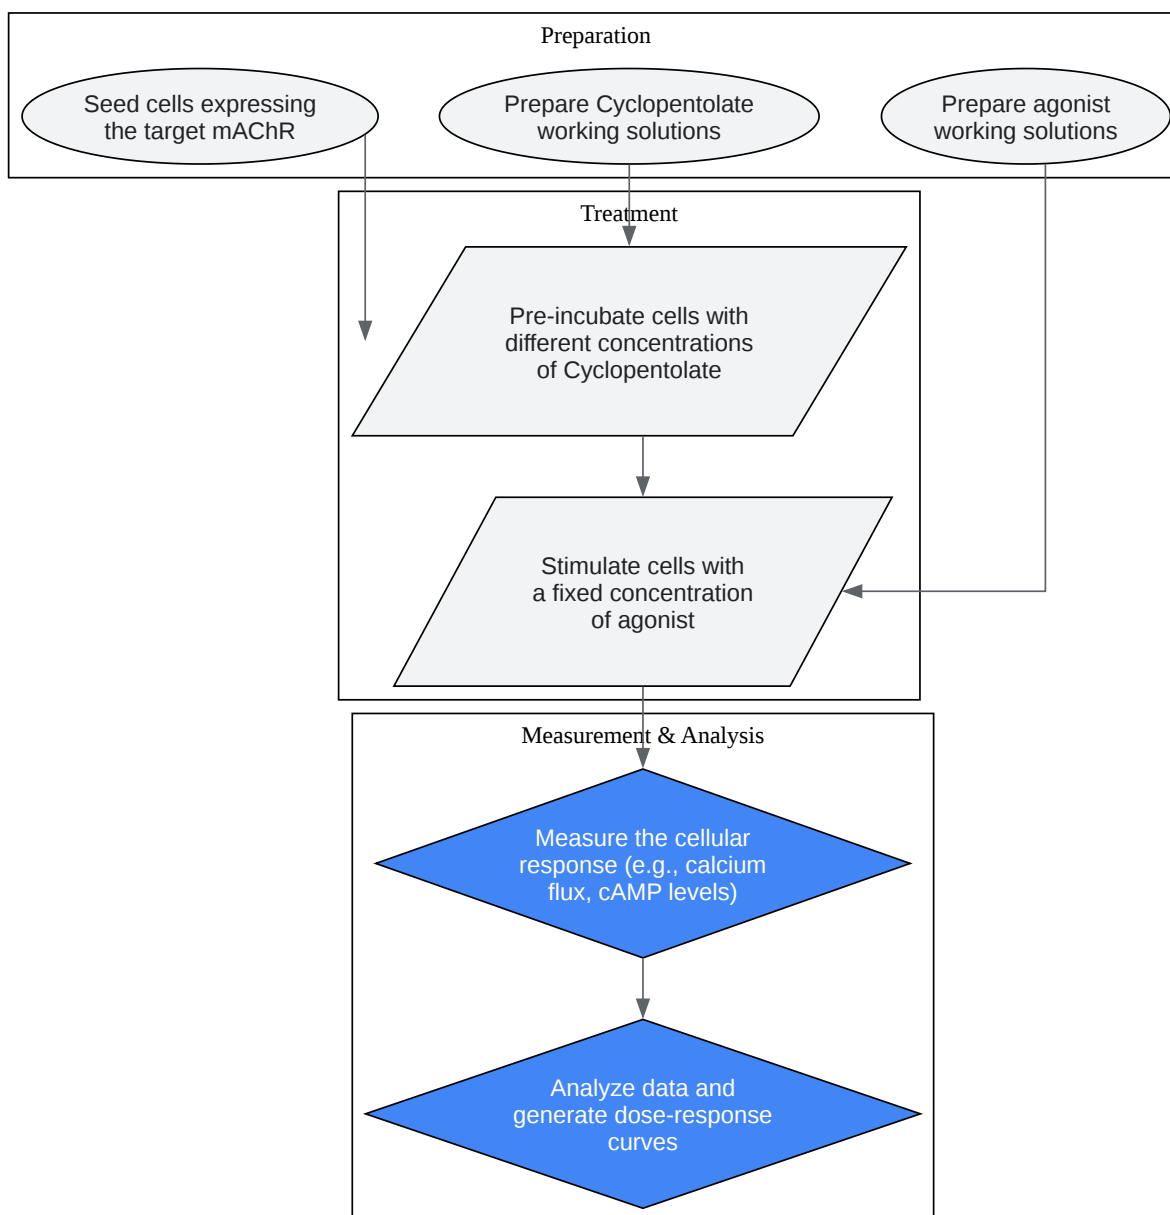 Preparation
Seed cells expressing
the target mAChR
Prepare Cyclopentolate
working solutions
Prepare agonist
working solutions
Treatment
Pre-incubate cells with
different concentrations
of Cyclopentolate
Stimulate cells with
a fixed concentration
of agonist
Measurement & Analysis
Measure the cellular
response (e.g., calcium
flux, cAMP levels)
Analyze data and
generate dose-response
curves